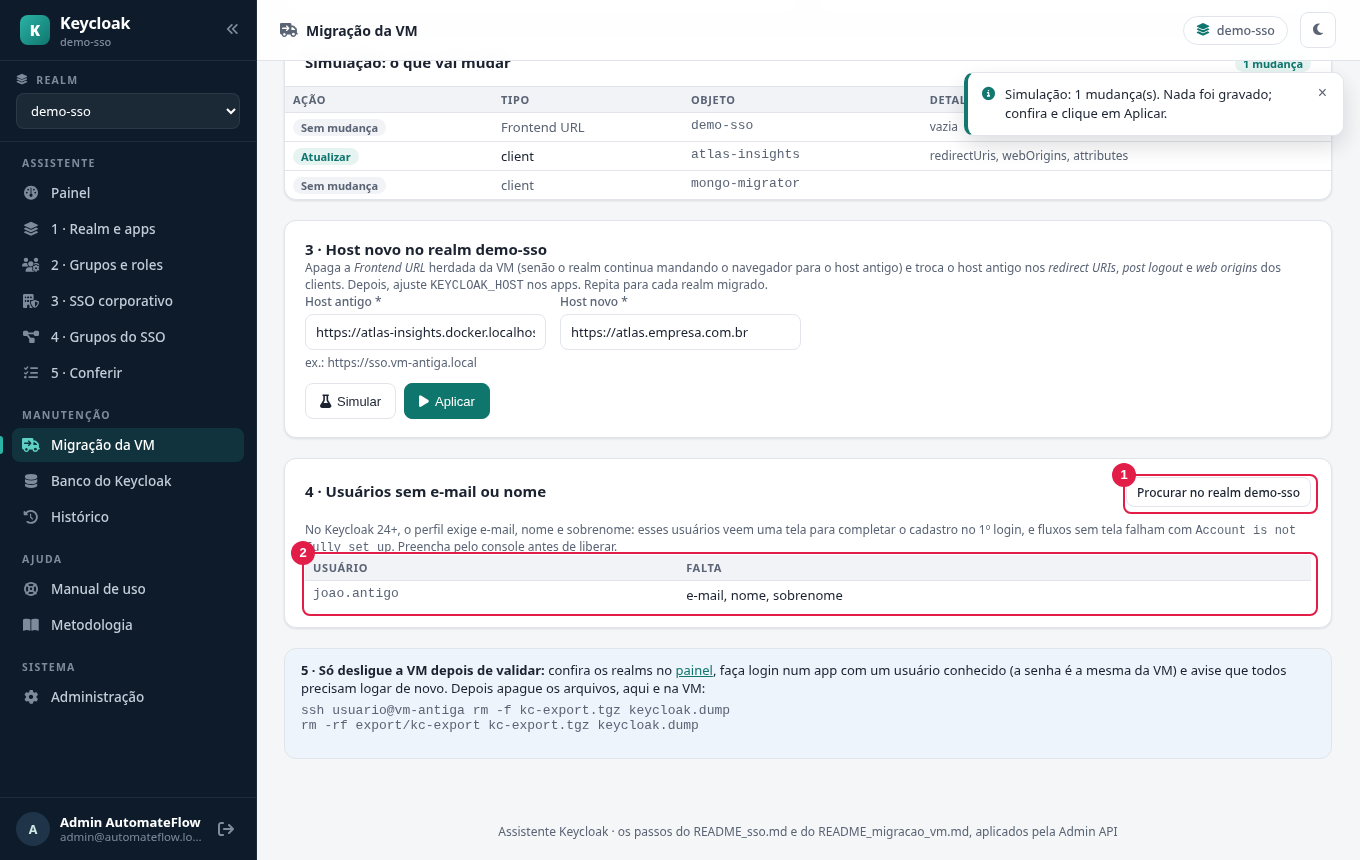 K
Keycloak
demo-sso
REALM
demo-sso
ASSISTENTE
Painel
1 · Realm e apps
2 · Grupos e roles
3 · SSO corporativo
4 · Grupos do SSO
5 · Conferir
MANUTENÇÃO
Migração da VM
Banco do Keycloak
Histórico
AJUDA
Manual de uso
Metodologia
SISTEMA
Administração
A
Admin AutomateFlow
admin@automateflow.lo...
Migração da VM
demo-sso
Simulação: o que vai mudar
1 mudança
Simulação: 1 mudança(s). Nada foi gravado;
confira e clique em Aplicar.
×
AÇÃO TIPO OBJETO
Sem mudança Frontend URL demo-sso vazia
Atualizar client atlas-insights redirectUris, webOrigins, attributes
Sem mudança client mongo-migrator
3 · Host novo no realm demo-sso
Apaga a Frontend URL herdada da VM (senão o realm continua mandando o navegador para o host antigo) e troca o host antigo nos redirect URIs, post logout e web origins dos
clients. Depois, ajuste KEYCLOAK_HOST nos apps. Repita para cada realm migrado.
Host antigo * Host novo *
https://atlas-insights.docker.localhos https://atlas.empresa.com.br
ex.: https://sso.vm-antiga.local
Simular Aplicar
1
4 · Usuários sem e-mail ou nome Procurar no realm demo-sso
No Keycloak 24+, o perfil exige e-mail, nome e sobrenome: esses usuários veem uma tela para completar o cadastro no 1º login, e fluxos sem tela falham com Account is not
fully set up. Preencha pelo console antes de liberar.
2
USUÁRIO FALTA
joao.antigo e-mail, nome, sobrenome
5 · Só desligue a VM depois de validar: confira os realms no painel, faça login num app com um usuário conhecido (a senha é a mesma da VM) e avise que todos
precisam logar de novo. Depois apague os arquivos, aqui e na VM:
ssh usuario@vm-antiga rm -f kc-export.tgz keycloak.dump
rm -rf export/kc-export kc-export.tgz keycloak.dump
Assistente Keycloak · os passos do README_sso.md e do README_migracao_vm.md, aplicados pela Admin API